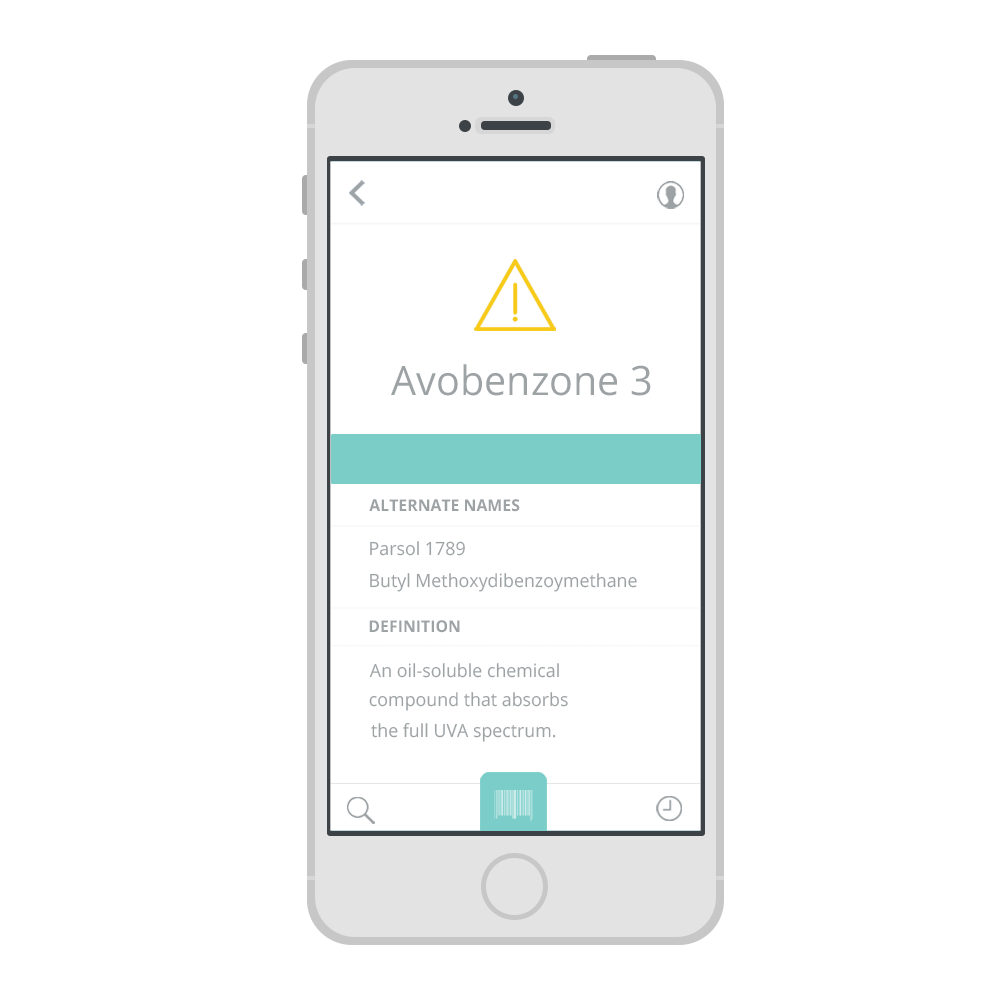 Avobenzone 3
ALTERNATE NAMES
Parsol 1789
Butyl Methoxydibenzoymethane
DEFINITION
An oil-soluble chemical
compound that absorbs
the full UVA spectrum.